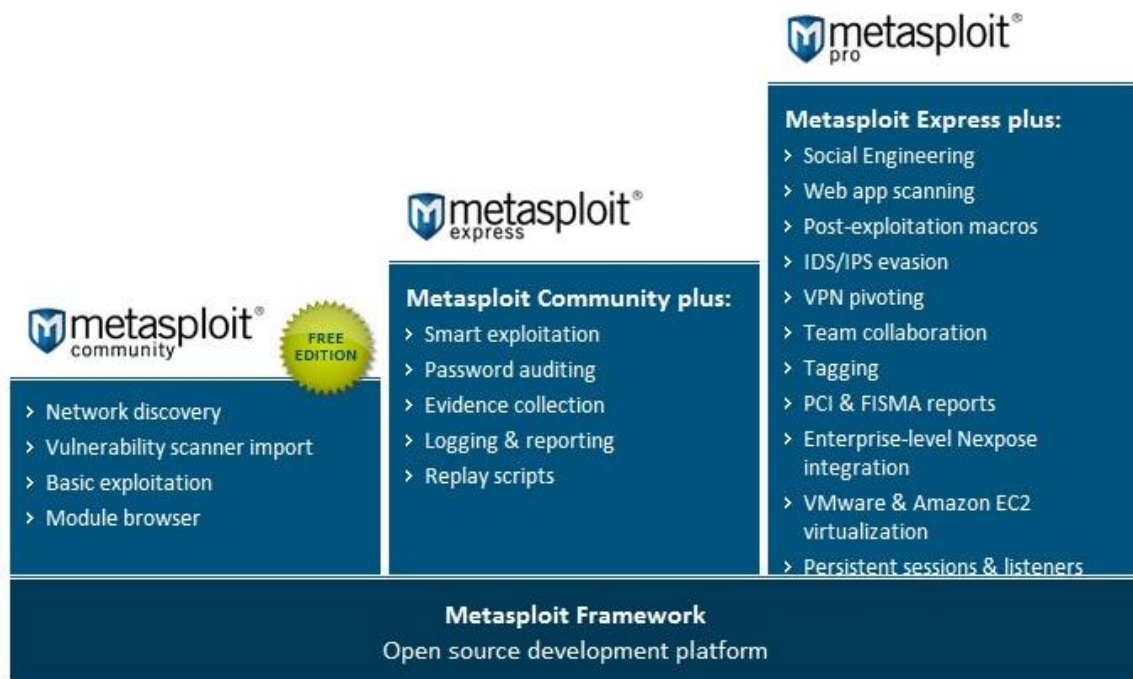 metasploit®
community
FREE
EDITION
› Network discovery
› Vulnerability scanner import
› Basic exploitation
› Module browser
metasploit®
express
Metasploit Community plus:
› Smart exploitation
› Password auditing
› Evidence collection
› Logging & reporting
› Replay scripts
metasploit®
pro
Metasploit Express plus:
› Social Engineering
› Web app scanning
› Post-exploitation macros
› IDS/IPS evasion
› VPN pivoting
› Team collaboration
› Tagging
› PCI & FISMA reports
› Enterprise-level Nexpose
integration
› VMware & Amazon EC2
virtualization
› Persistent sessions & listeners
Metasploit Framework
Open source development platform